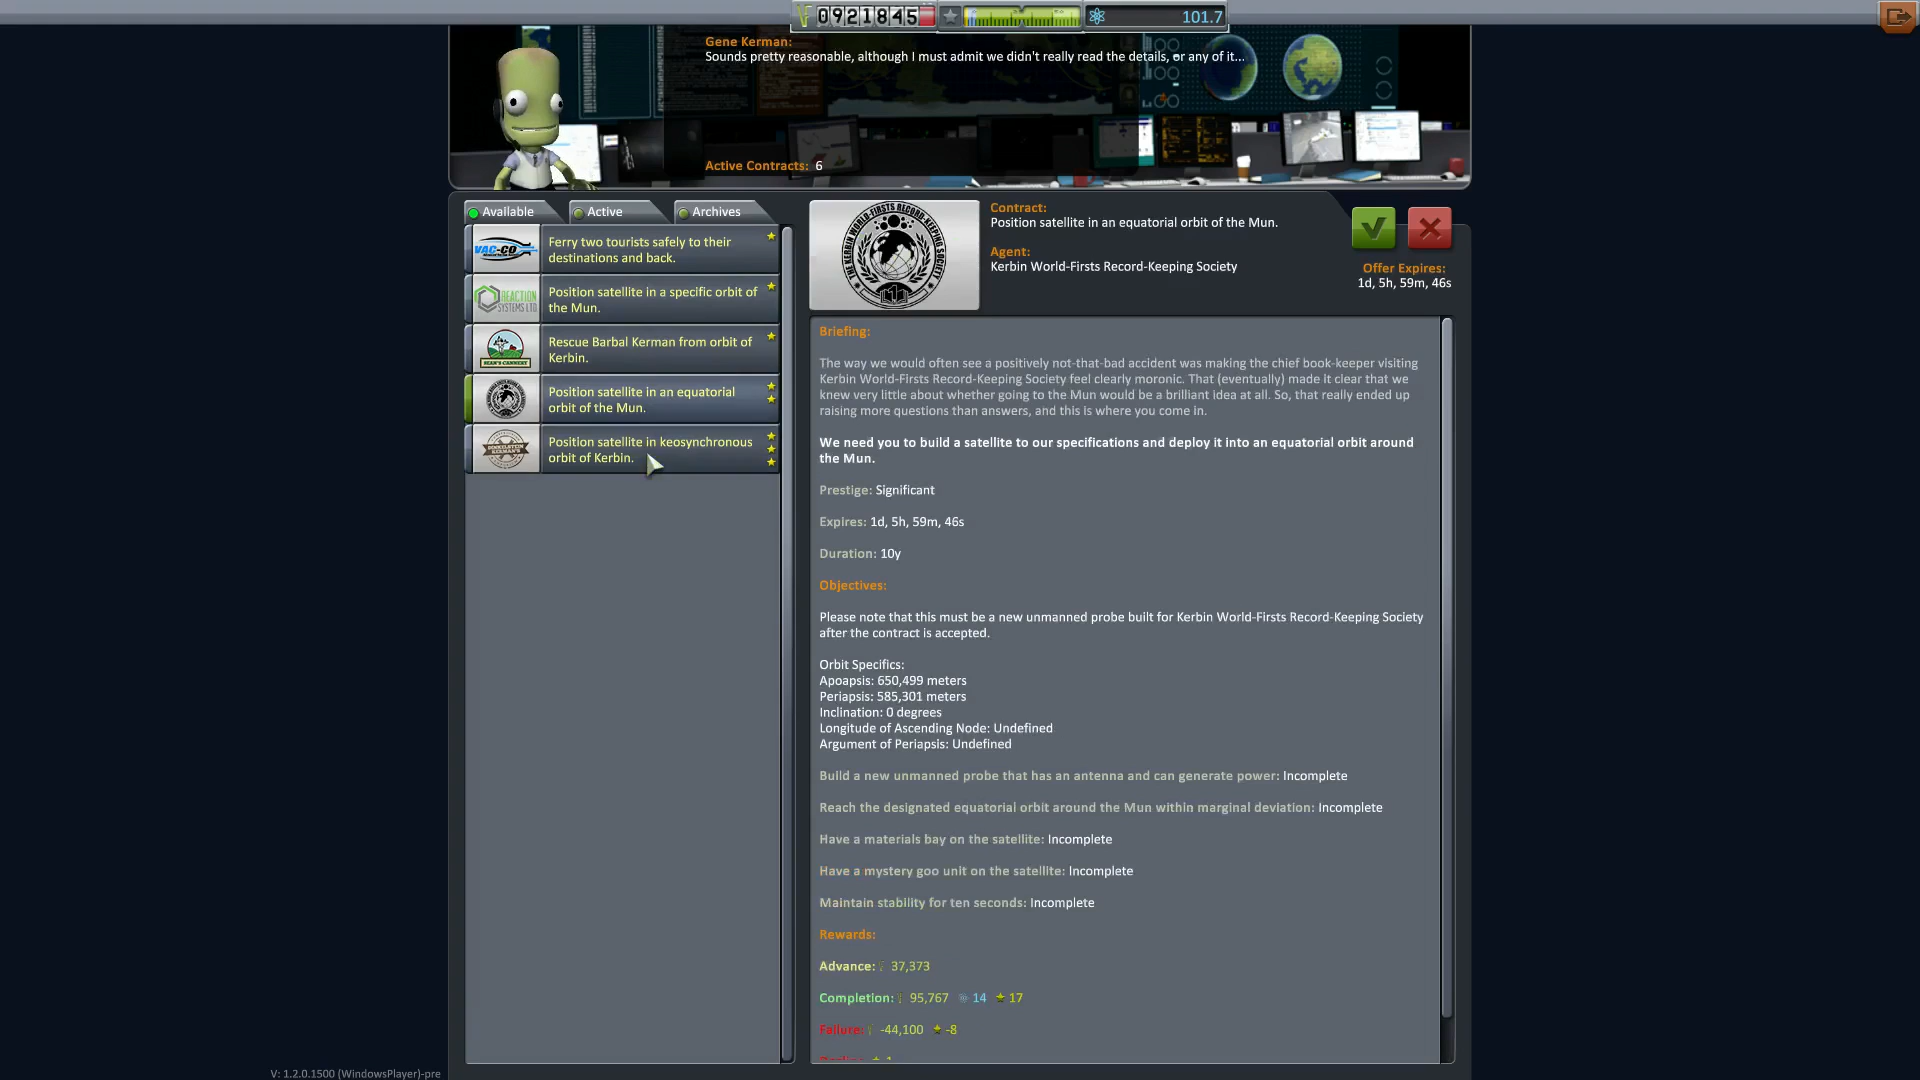 0921845
101.7
Gene Kerman:
Sounds pretty reasonable, although I must admit we didn't really read the details, or any of it...
Active Contracts: 6
Available
Active
Archives
VAC-CO
Ferry two tourists safely to their
destinations and back.
REACTION
SYSTEMS LTD
Position satellite in a specific orbit of
the Mun.
Rescue Barbal Kerman from orbit of
Kerbin.
Position satellite in an equatorial
orbit of the Mun.
Position satellite in keosynchronous
orbit of Kerbin.
THE KERBIN WORLD-FIRSTS RECORD-KEEPING SOCIETY
Contract:
Position satellite in an equatorial orbit of the Mun.
Agent:
Kerbin World-Firsts Record-Keeping Society
Offer Expires:
1d, 5h, 59m, 46s
Briefing:
The way we would often see a positively not-that-bad accident was making the chief book-keeper visiting
Kerbin World-Firsts Record-Keeping Society feel clearly moronic. That (eventually) made it clear that we
knew very little about whether going to the Mun would be a brilliant idea at all. So, that really ended up
raising more questions than answers, and this is where you come in.
We need you to build a satellite to our specifications and deploy it into an equatorial orbit around
the Mun.
Prestige: Significant
Expires: 1d, 5h, 59m, 46s
Duration: 10y
Objectives:
Please note that this must be a new unmanned probe built for Kerbin World-Firsts Record-Keeping Society
after the contract is accepted.
Orbit Specifics:
Apoapsis: 650,499 meters
Periapsis: 585,301 meters
Inclination: 0 degrees
Longitude of Ascending Node: Undefined
Argument of Periapsis: Undefined
Build a new unmanned probe that has an antenna and can generate power: Incomplete
Reach the designated equatorial orbit around the Mun within marginal deviation: Incomplete
Have a materials bay on the satellite: Incomplete
Have a mystery goo unit on the satellite: Incomplete
Maintain stability for ten seconds: Incomplete
Rewards:
Advance: 37,373
Completion: 95,767 14 17
Failure: -44,100 -8
V: 1.2.0.1500 (WindowsPlayer)-pre